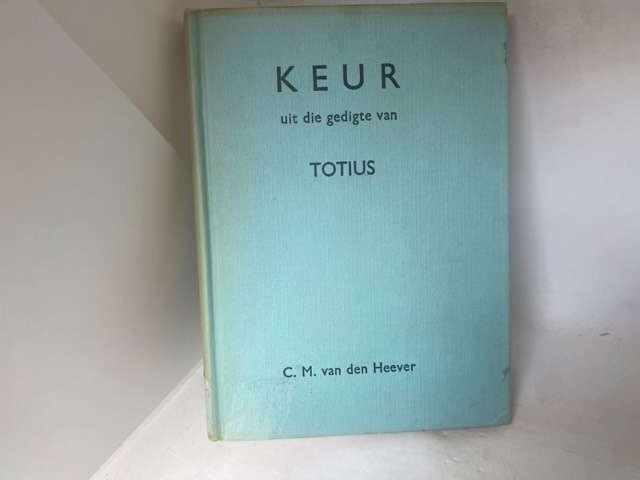 KEUR
uit die gedigte van
TOTIUS
C. M. van den Heever